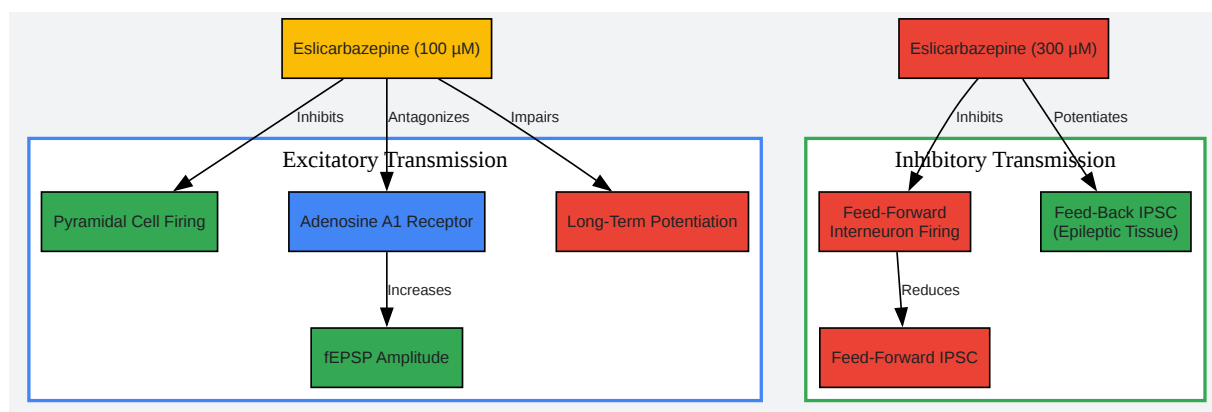 Eslicarbazepine (100 µM)
Eslicarbazepine (300 µM)
Inhibits
Antagonizes
Impairs
Inhibits
Potentiates
Excitatory Transmission
Inhibitory Transmission
Pyramidal Cell Firing
Adenosine A1 Receptor
Long-Term Potentiation
Feed-Forward
Interneuron Firing
Feed-Back IPSC
(Epileptic Tissue)
Increases
Reduces
fEPSP Amplitude
Feed-Forward IPSC